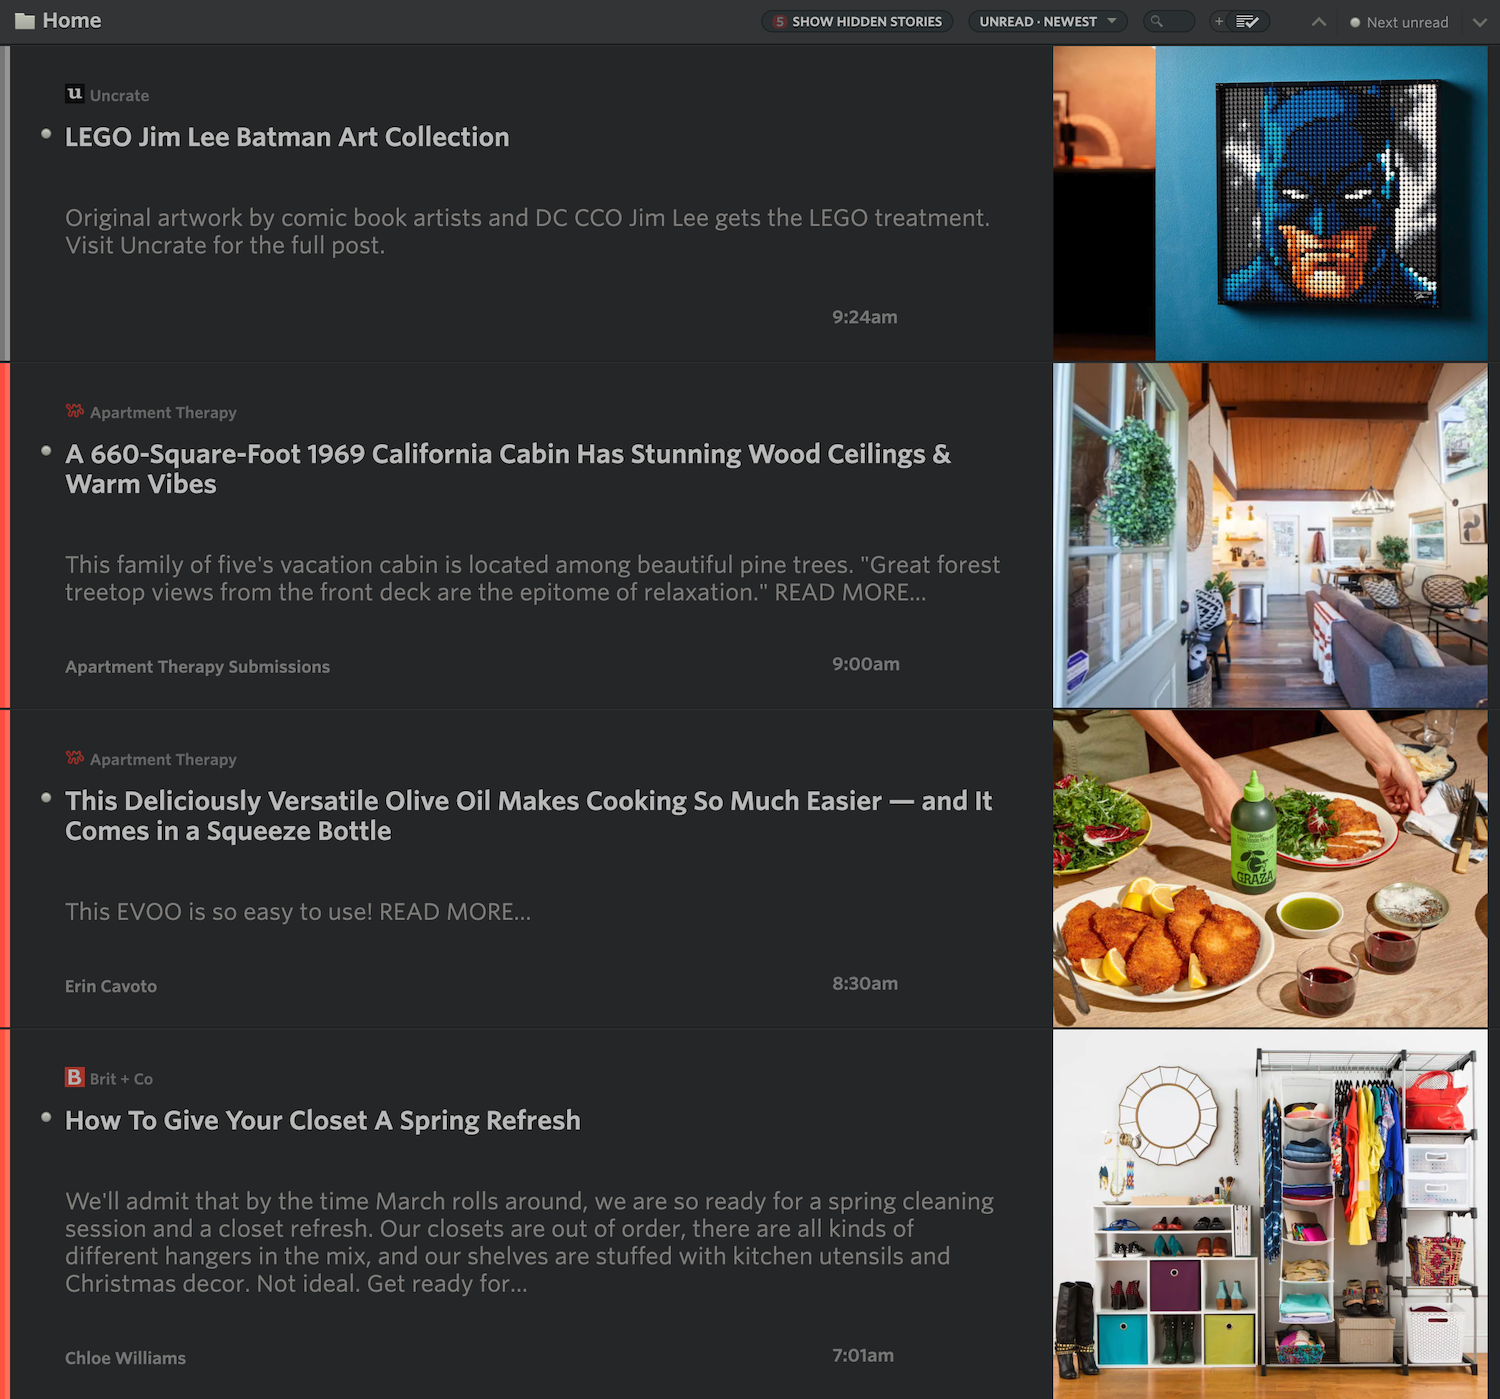 Home
5 SHOW HIDDEN STORIES
UNREAD · NEWEST
+
Next unread
u Uncrate
LEGO Jim Lee Batman Art Collection
Original artwork by comic book artists and DC CCO Jim Lee gets the LEGO treatment.
Visit Uncrate for the full post.
9:24am
Apartment Therapy
A 660-Square-Foot 1969 California Cabin Has Stunning Wood Ceilings &
Warm Vibes
This family of five's vacation cabin is located among beautiful pine trees. "Great forest
treetop views from the front deck are the epitome of relaxation." READ MORE...
Apartment Therapy Submissions
9:00am
Apartment Therapy
This Deliciously Versatile Olive Oil Makes Cooking So Much Easier — and It
Comes in a Squeeze Bottle
This EVOO is so easy to use! READ MORE...
Erin Cavoto
8:30am
GRAZA
B Brit + Co
How To Give Your Closet A Spring Refresh
We'll admit that by the time March rolls around, we are so ready for a spring cleaning
session and a closet refresh. Our closets are out of order, there are all kinds of
different hangers in the mix, and our shelves are stuffed with kitchen utensils and
Christmas decor. Not ideal. Get ready for...
Chloe Williams
7:01am